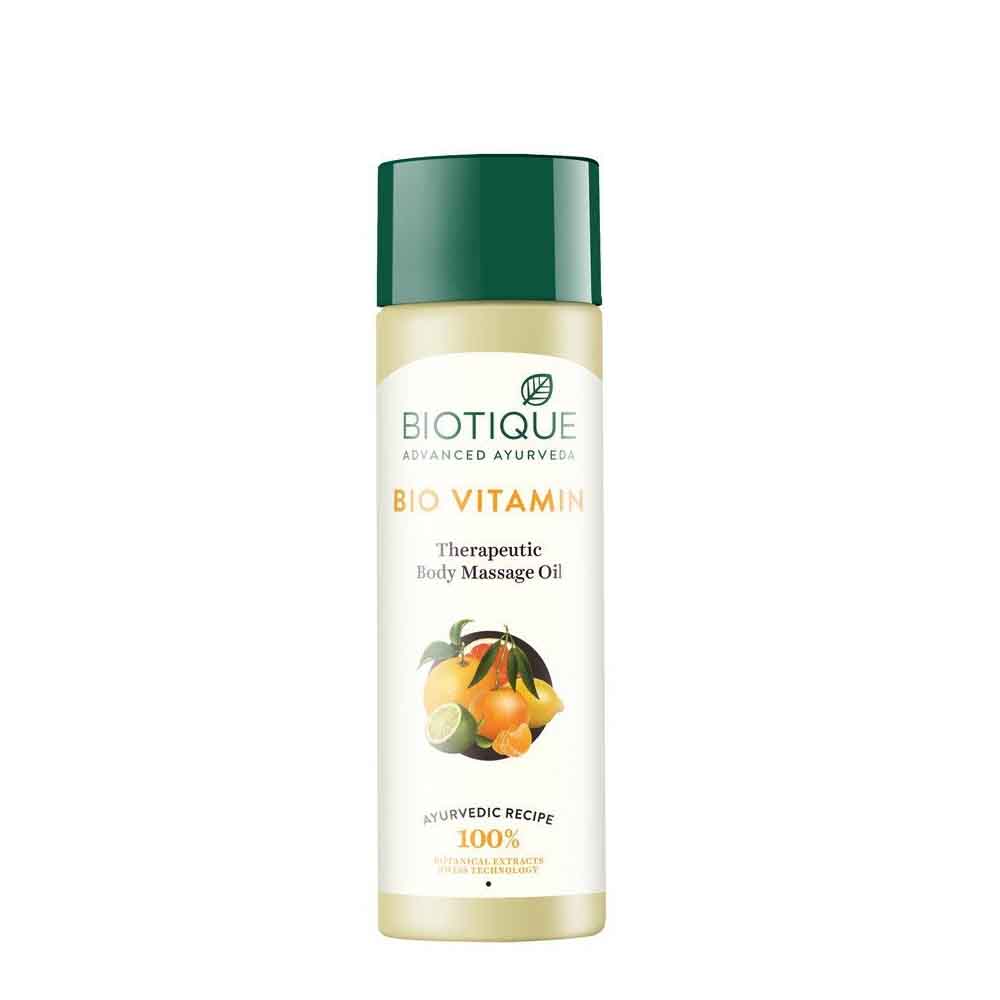 BIOTIQUE
ADVANCED AYURVEDA
BIO VITAMIN
Therapeutic
Body Massage Oil
AYURVEDIC RECIPE
100%
BOTANICAL EXTRACTS
SWISS TECHNOLOGY